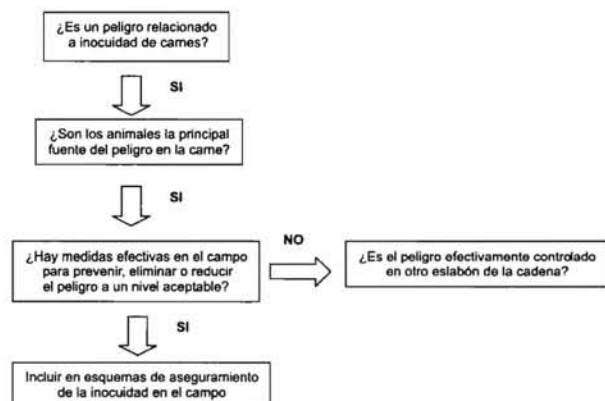 ¿Es un peligro relacionado
a inocuidad de carnes?
SI
¿Son los animales la principal
fuente del peligro en la carne?
SI
¿Hay medidas efectivas en el campo
para prevenir, eliminar o reducir
el peligro a un nivel aceptable?
NO
¿Es el peligro efectivamente controlado
en otro eslabón de la cadena?
SI
Incluir en esquemas de aseguramiento
de la inocuidad en el campo